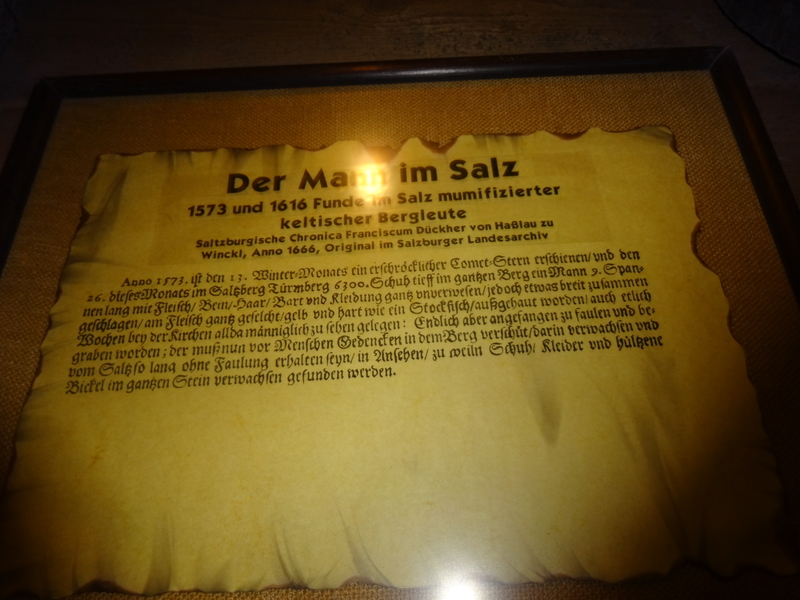 Der Mann im Salz
1573 und 1616 Funde im Salz mumifizierter
keltischer Bergleute
Saltzburgische Chronica Franciscum Dückher von Haßlau zu
Winckl, Anno 1666, Original im Salzburger Landesarchiv
Anno 1573. ist den 13. Winter-Monats ein erschröcklicher Comet-Stern erschienen/ und den
26. dieses Monats im Saltzberg Türmberg 6300. Schuh tieff im gantzen Berg ein Mann 9. Span-
nen lang mit Fleisch/ Bein/ Haar/ Bart vnd Kleidung gantz vnverwesen/ jedoch etwas breit zusammen
geschlagen/ am Fleisch gantz geselcht/ gelb vnd hart wie ein Stockfisch/ außgehaut worden/ auch etlich
Wochen bey der Kirchen allda männiglich zu sehen gelegen: Endlich aber angefangen zu faulen und be-
graben worden; der muß nun vor Menschen Gedencken in dem Berg verschüt/ darin verwachsen und
vom Saltz so lang ohne Faulung erhalten seyn/ in Ansehen/ zu weiln Schuh/ Kleider vnd hültzene
Bickel im gantzen Stein verwachsen gefunden werden.